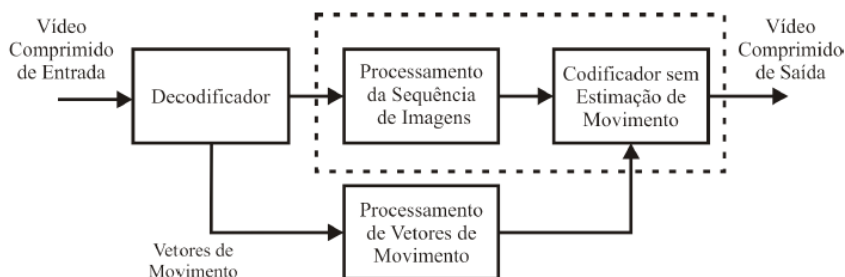 Vídeo
Comprimido
de Entrada
Decodificador
Processamento
da Sequência
de Imagens
Codificador sem
Estimação de
Movimento
Vídeo
Comprimido
de Saída
Vetores de
Movimento
Processamento
de Vetores de
Movimento